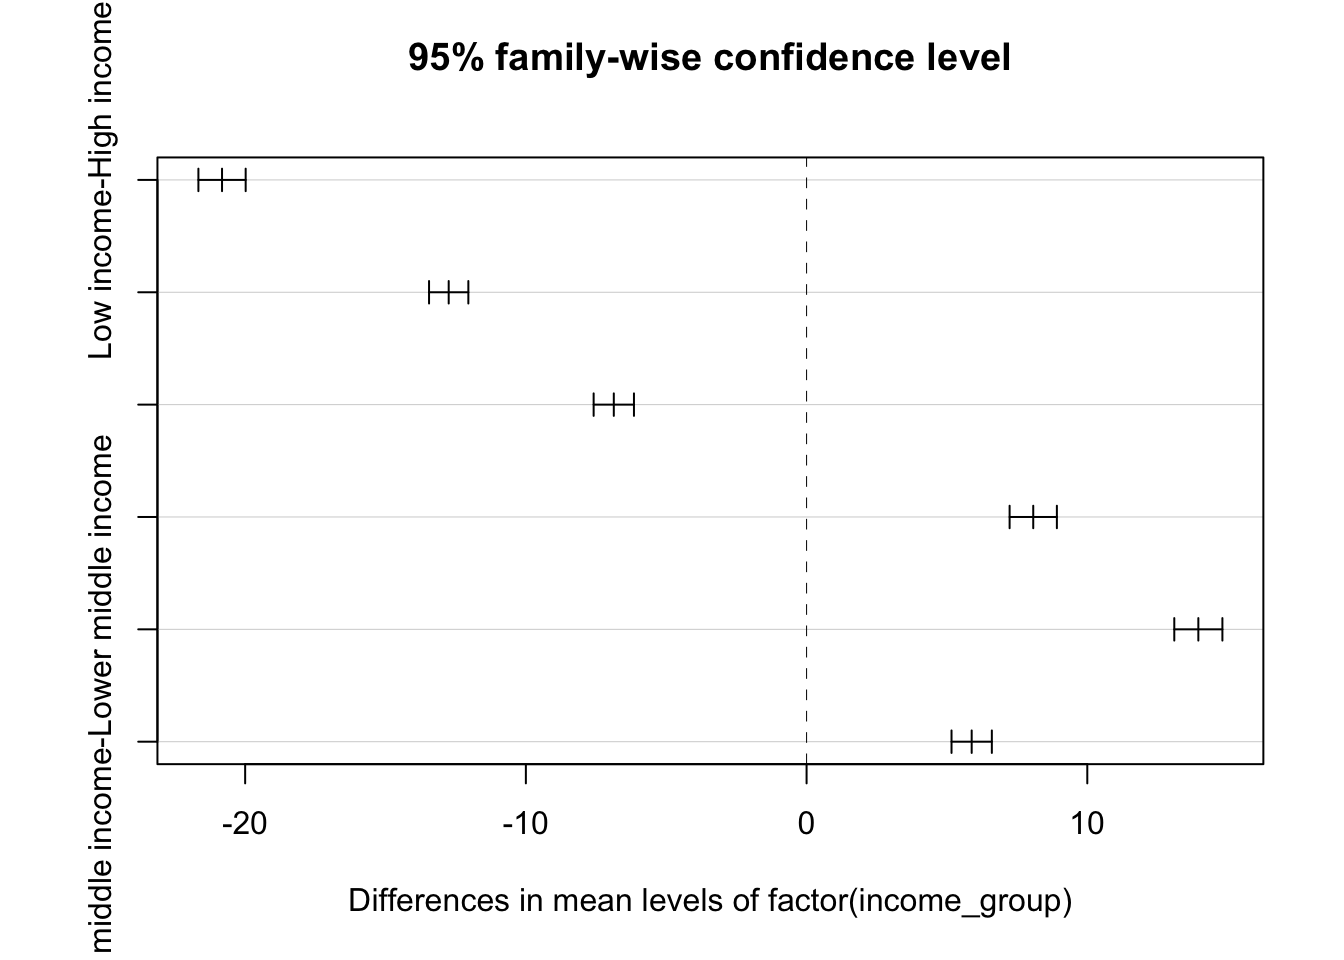 95% family-wise confidence level
Low income-High income
middle income-Lower middle income
-20 -10 0 10
Differences in mean levels of factor(income_group)